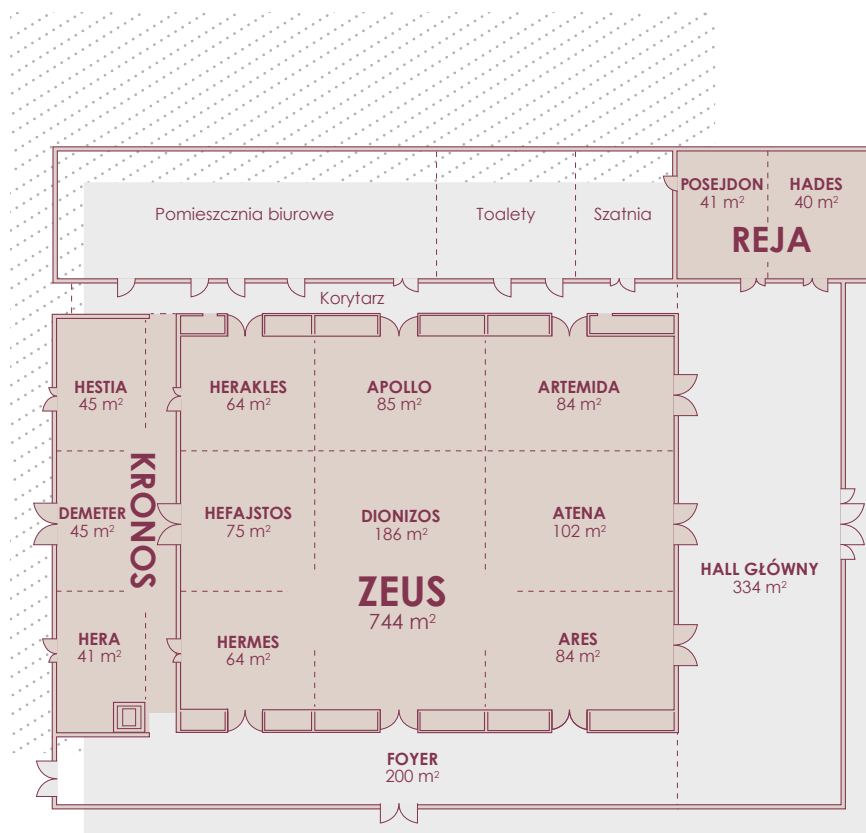 POSEJDON
41 m²
HADES
40 m²
REJA
Pomieszcznia biurowe
Toalety
Szatnia
Korytarz
HESTIA
45 m²
HERAKLES
64 m²
APOLLO
85 m²
ARTEMIDA
84 m²
KRONOS
DEMETER
45 m²
HEFAJSTOS
75 m²
DIONIZOS
186 m²
ATENA
102 m²
HALL GŁÓWNY
334 m²
ZEUS
744 m²
HERA
41 m²
HERMES
64 m²
ARES
84 m²
FOYER
200 m²